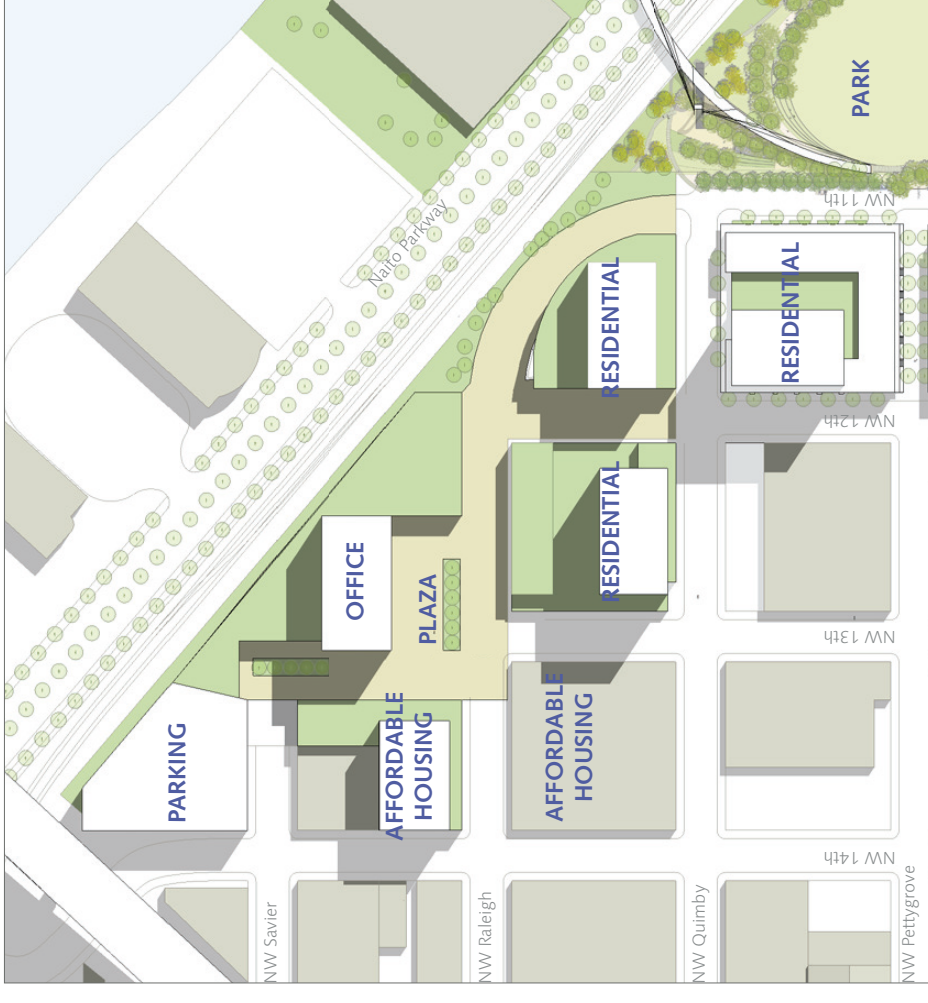 PARK
NW 11th
Naito Parkway
RESIDENTIAL
RESIDENTIAL
NW 12th
OFFICE
PLAZA
RESIDENTIAL
NW 13th
PARKING
AFFORDABLE
HOUSING
AFFORDABLE
HOUSING
NW 14th
NW Savier
NW Raleigh
NW Quimby
NW Pettygrove